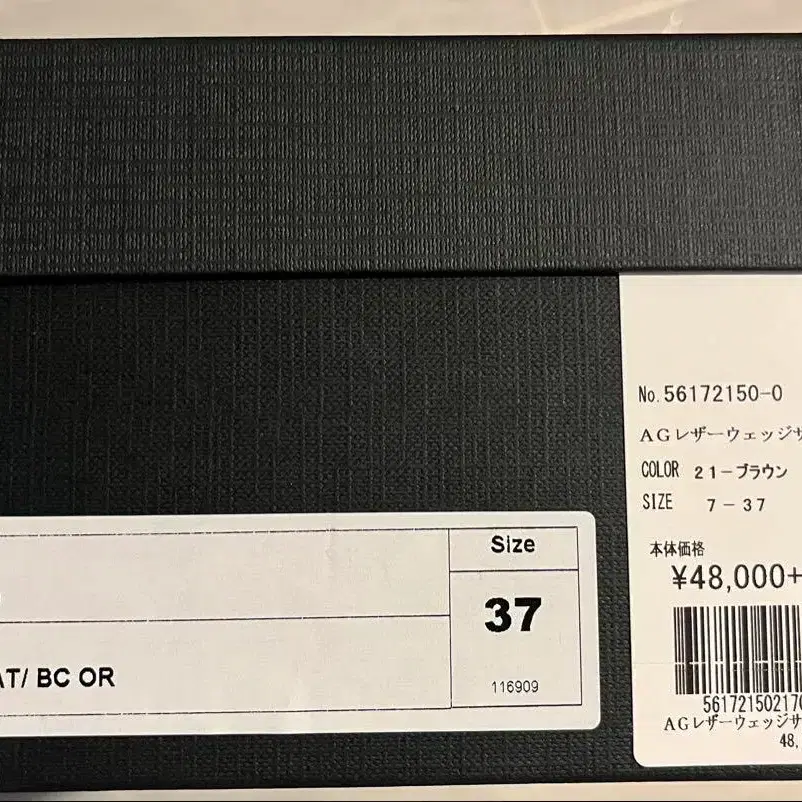 No.56172150-0
AGレザーウェッジサ
COLOR 21-ブラウン
SIZE 7-37
本体価格
¥48,000+
561721502170
AGレザーウェッジサ
48,
Size
37
AT/ BC OR
116909